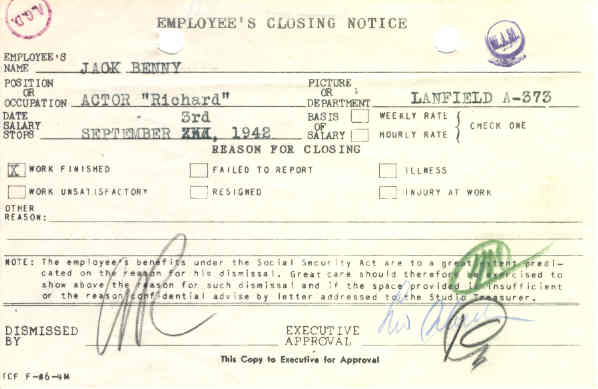 A.G.D.
EMPLOYEE'S CLOSING NOTICE
W.A.M.
EMPLOYEE'S
NAME JACK BENNY
POSITION
OR
OCCUPATION ACTOR "Richard"
PICTURE
OR
DEPARTMENT LANFIELD A-373
DATE
SALARY
STOPS SEPTEMBER 3rd, 1942
BASIS
OF
SALARY
WEEKLY RATE
HOURLY RATE
CHECK ONE
REASON FOR CLOSING
X WORK FINISHED
FAILED TO REPORT
ILLNESS
WORK UNSATISFACTORY
RESIGNED
INJURY AT WORK
OTHER
REASON:
NOTE: The employee's benefits under the Social Security Act are to a great extent predi-
cated on the reason for his dismissal. Great care should therefore be exercised to
show above the reason for such dismissal and if the space provided is insufficient
or the reason confidential advise by letter addressed to the Studio Treasurer.
DISMISSED
BY
EXECUTIVE
APPROVAL
This Copy to Executive for Approval
TCF F-86-4M